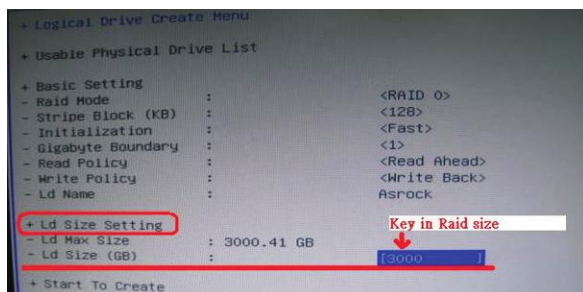 + Logical Drive Create Menu
+ Usable Physical Drive List
+ Basic Setting
- Raid Mode : <RAID 0>
- Stripe Block (KB) : <128>
- Initialization : <Fast>
- Gigabyte Boundary : <1>
- Read Policy : <Read Ahead>
- Write Policy : <Write Back>
- Ld Name : Asrock
+ Ld Size Setting Key in Raid size
- Ld Max Size : 3000.41 GB
- Ld Size (GB) : [3000 ]
+ Start To Create